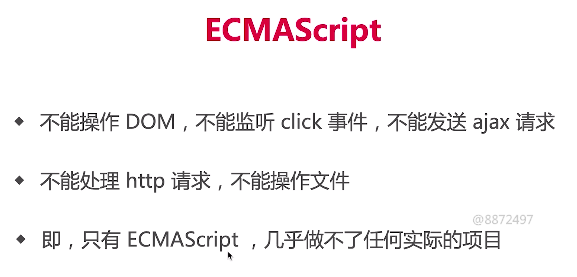 ECMAScript
不能操作 DOM，不能监听 click 事件，不能发送 ajax 请求
不能处理 http 请求，不能操作文件
@8872497
即，只有 ECMAScript ，几乎做不了任何实际的项目